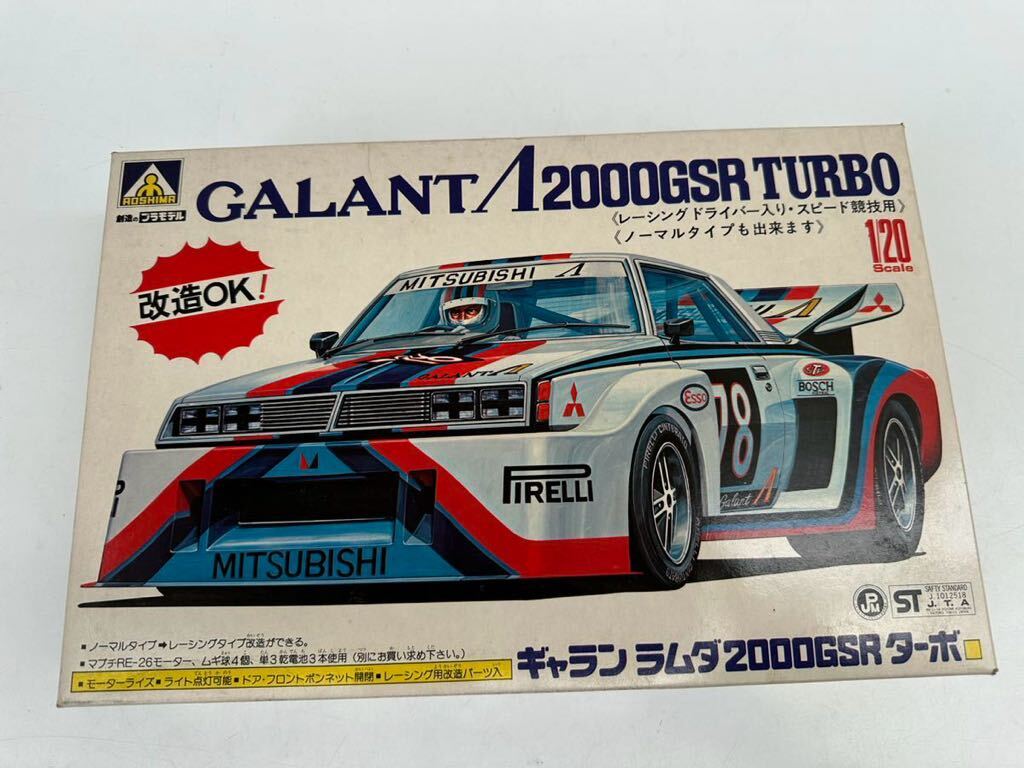 AOSHIMA
創造のプラモデル
GALANT Λ 2000GSR TURBO
《レーシングドライバー入り・スピード競技用》
《ノーマルタイプも出来ます》
1/20
Scale
改造OK!
MITSUBISHI Λ
GALANT Λ
Esso
STP
BOSCH
78
Galant Λ
PIRELLI CINTURATO
PIRELLI
P
MITSUBISHI
JPM
ST
SAFTY STANDARD
J.1012518
J. T. A
■ノーマルタイプ➡レーシングタイプ改造ができる。
■マブチRE-26モーター、ムギ球4個、単3乾電池3本使用(別にお買い求め下さい。)
■モーターライズ■ライト点灯可能■ドア・フロントボンネット開閉■レーシング用改造パーツ入
ギャラン ラムダ2000GSR ターボ